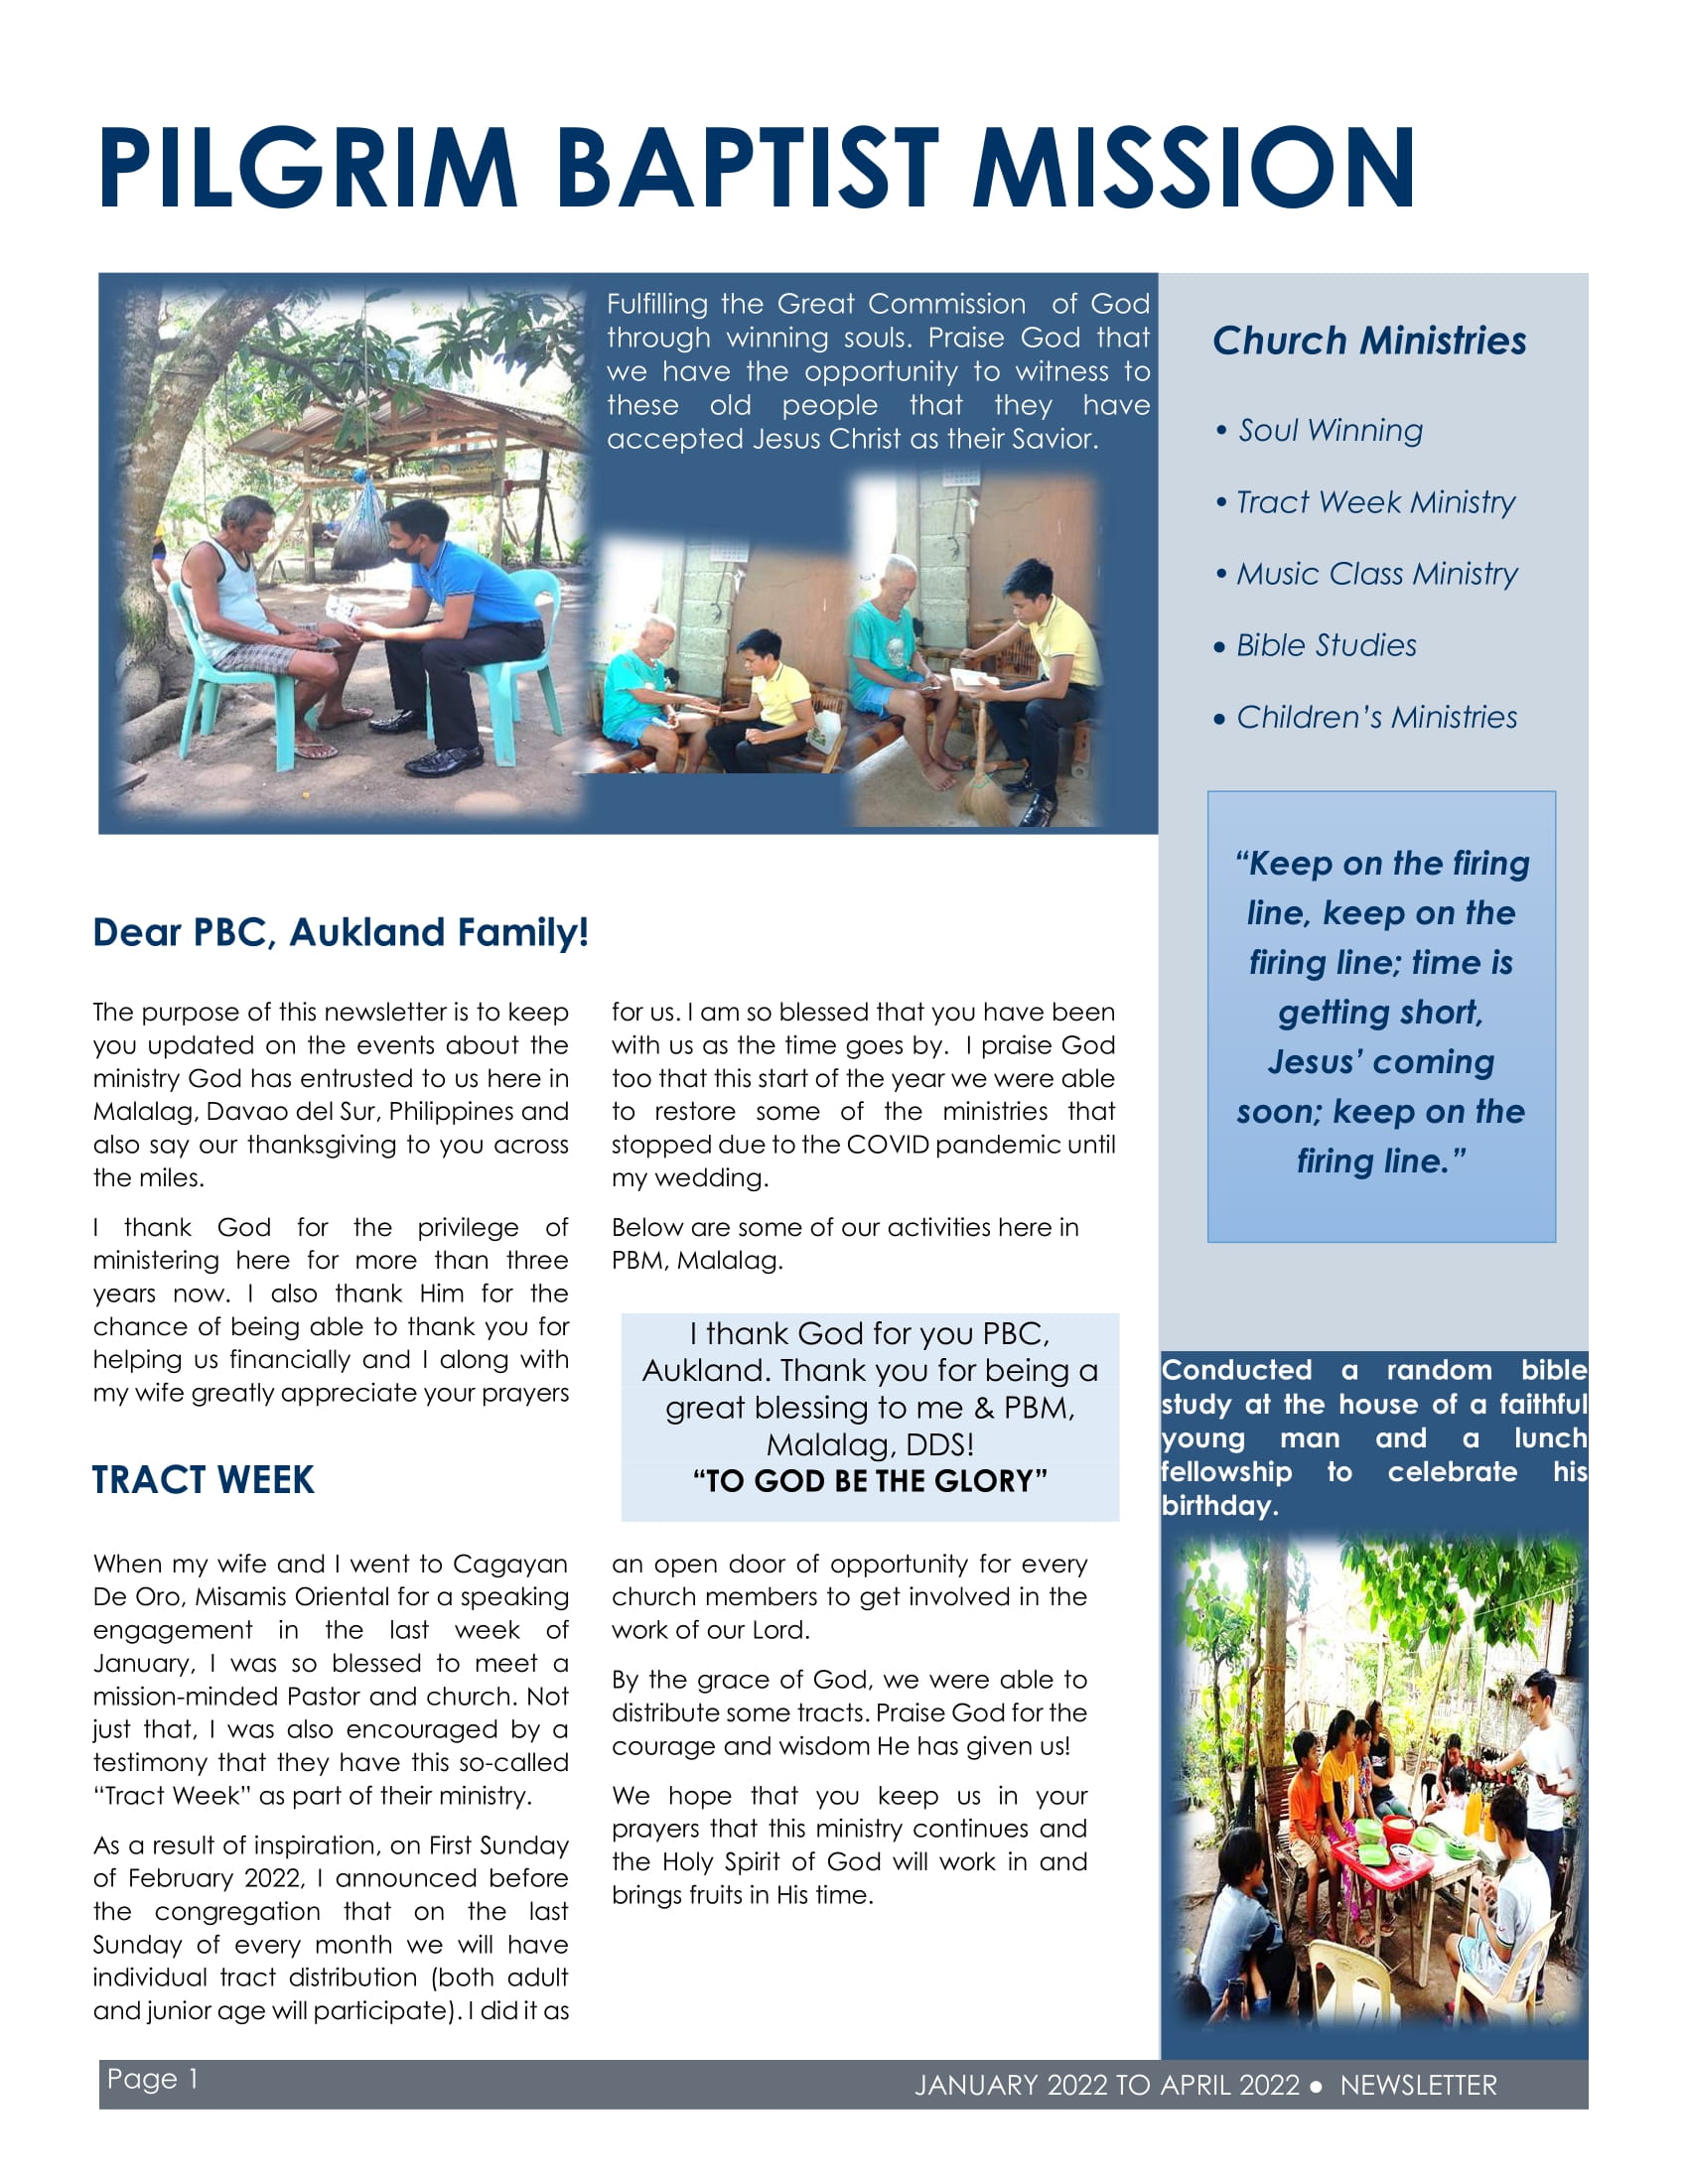 PILGRIM BAPTIST MISSION
Fulfilling the Great Commission of God
through winning souls. Praise God that
we have the opportunity to witness to
these old people that they have
accepted Jesus Christ as their Savior.
Church Ministries
• Soul Winning
• Tract Week Ministry
• Music Class Ministry
• Bible Studies
• Children’s Ministries
“Keep on the firing
line, keep on the
firing line; time is
getting short,
Jesus’ coming
soon; keep on the
firing line.”
Dear PBC, Aukland Family!
The purpose of this newsletter is to keep
you updated on the events about the
ministry God has entrusted to us here in
Malalag, Davao del Sur, Philippines and
also say our thanksgiving to you across
the miles.
I thank God for the privilege of
ministering here for more than three
years now. I also thank Him for the
chance of being able to thank you for
helping us financially and I along with
my wife greatly appreciate your prayers
for us. I am so blessed that you have been
with us as the time goes by. I praise God
too that this start of the year we were able
to restore some of the ministries that
stopped due to the COVID pandemic until
my wedding.
Below are some of our activities here in
PBM, Malalag.
I thank God for you PBC,
Aukland. Thank you for being a
great blessing to me & PBM,
Malalag, DDS!
“TO GOD BE THE GLORY”
TRACT WEEK
When my wife and I went to Cagayan
De Oro, Misamis Oriental for a speaking
engagement in the last week of
January, I was so blessed to meet a
mission-minded Pastor and church. Not
just that, I was also encouraged by a
testimony that they have this so-called
“Tract Week” as part of their ministry.
As a result of inspiration, on First Sunday
of February 2022, I announced before
the congregation that on the last
Sunday of every month we will have
individual tract distribution (both adult
and junior age will participate). I did it as
an open door of opportunity for every
church members to get involved in the
work of our Lord.
By the grace of God, we were able to
distribute some tracts. Praise God for the
courage and wisdom He has given us!
We hope that you keep us in your
prayers that this ministry continues and
the Holy Spirit of God will work in and
brings fruits in His time.
Conducted a random bible
study at the house of a faithful
young man and a lunch
fellowship to celebrate his
birthday.
Page 1
JANUARY 2022 TO APRIL 2022 ● NEWSLETTER